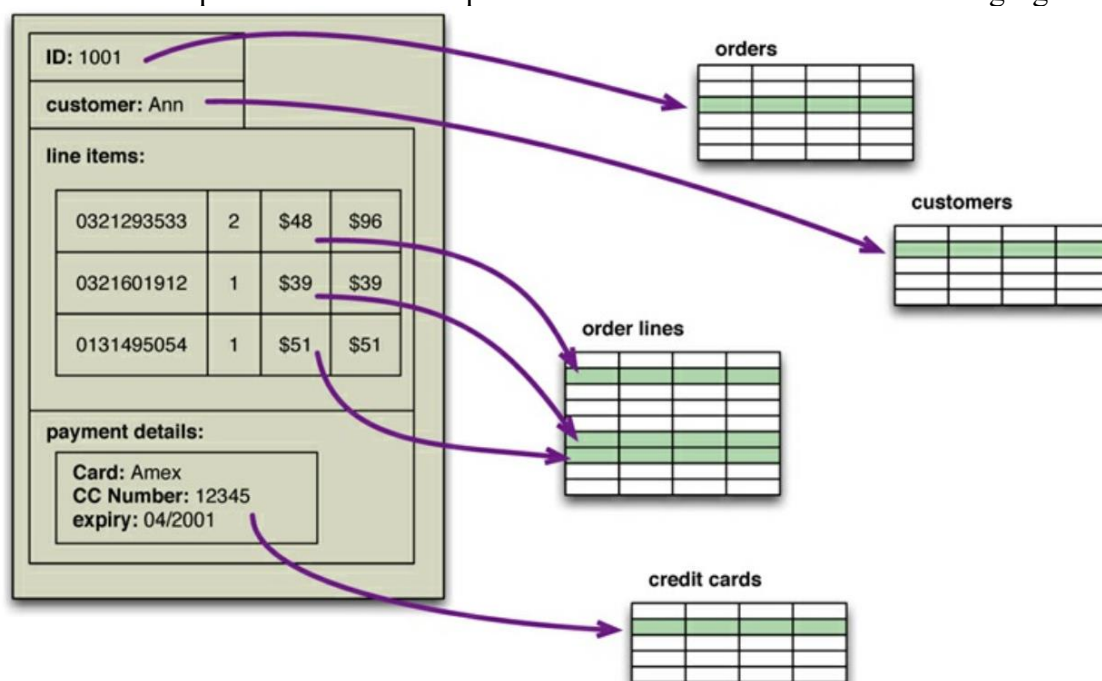 ID: 1001
customer: Ann
line items:
0321293533 2 $48 $96
0321601912 1 $39 $39
0131495054 1 $51 $51
payment details:
Card: Amex
CC Number: 12345
expiry: 04/2001
orders
customers
order lines
credit cards